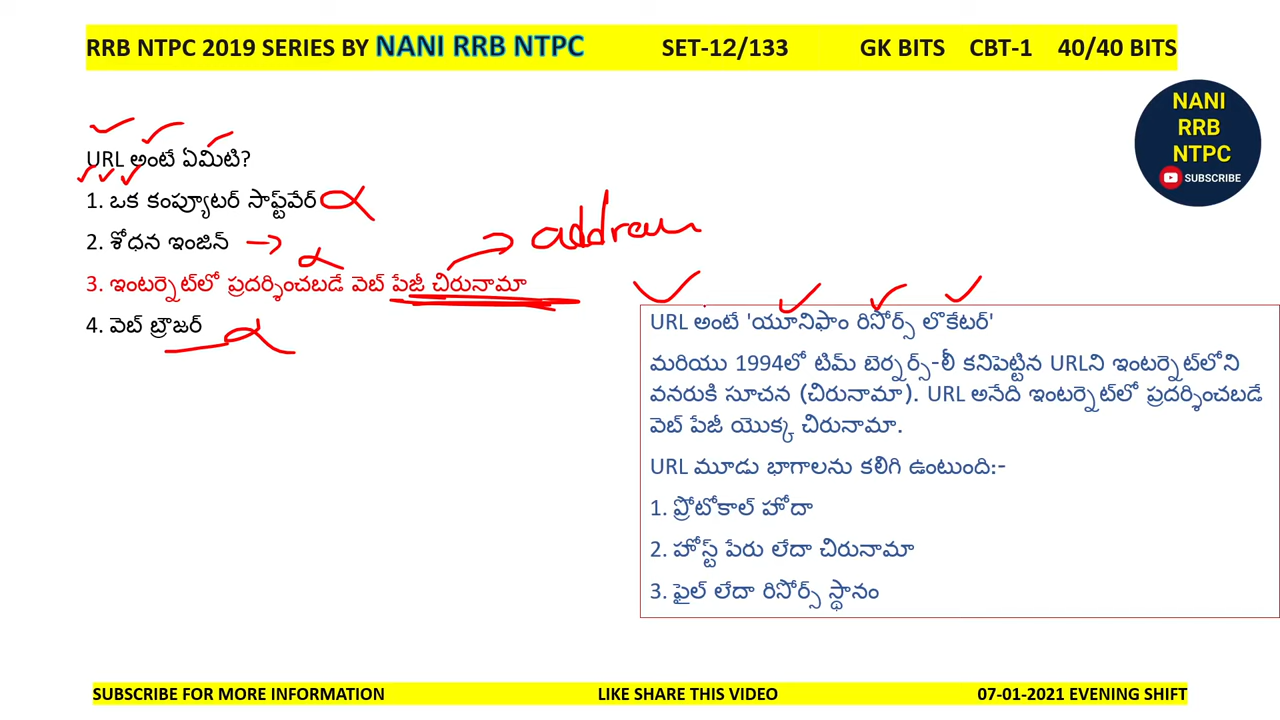 RRB NTPC 2019 SERIES BY NANI RRB NTPC SET-12/133 GK BITS CBT-1 40/40 BITS
NANI
RRB
NTPC
SUBSCRIBE
URL అంటే ఏమిటి?
1. ఒక కంప్యూటర్ సాఫ్ట్‌వేర్
2. శోధన ఇంజిన్
address
3. ఇంటర్నెట్‌లో ప్రదర్శించబడే వెబ్ పేజీ చిరునామా
4. వెబ్ బ్రౌజర్
URL అంటే 'యూనిఫాం రిసోర్స్ లొకేటర్'
మరియు 1994లో టిమ్ బెర్నర్స్-లీ కనిపెట్టిన URLని ఇంటర్నెట్‌లోని
వనరుకి సూచన (చిరునామా). URL అనేది ఇంటర్నెట్‌లో ప్రదర్శించబడే
వెబ్ పేజీ యొక్క చిరునామా.
URL మూడు భాగాలను కలిగి ఉంటుంది:-
1. ప్రోటోకాల్ హోదా
2. హోస్ట్ పేరు లేదా చిరునామా
3. ఫైల్ లేదా రిసోర్స్ స్థానం
SUBSCRIBE FOR MORE INFORMATION LIKE SHARE THIS VIDEO 07-01-2021 EVENING SHIFT